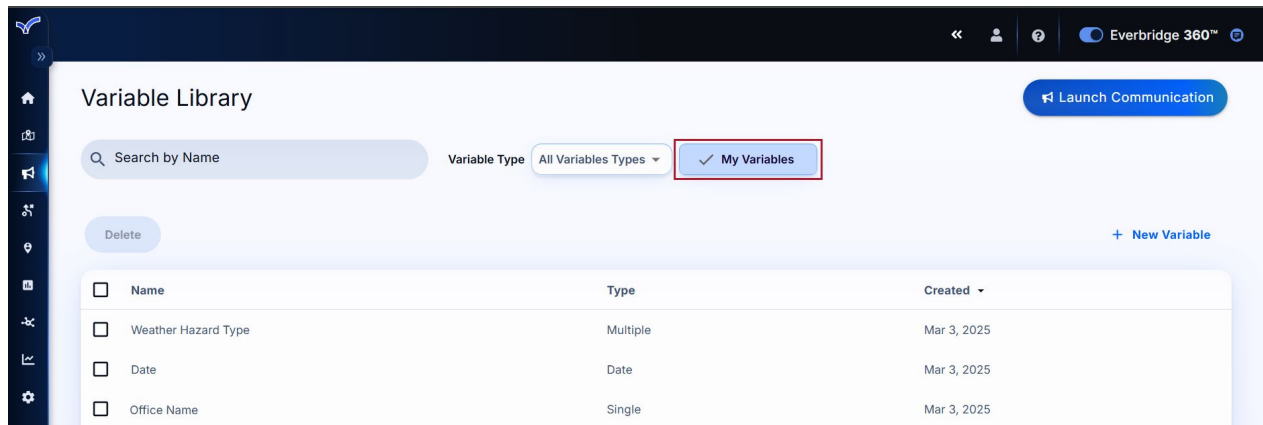 Everbridge 360™
Variable Library
Launch Communication
Search by Name
Variable Type
All Variables Types
My Variables
Delete
+ New Variable
Name Type Created
Weather Hazard Type Multiple Mar 3, 2025
Date Date Mar 3, 2025
Office Name Single Mar 3, 2025